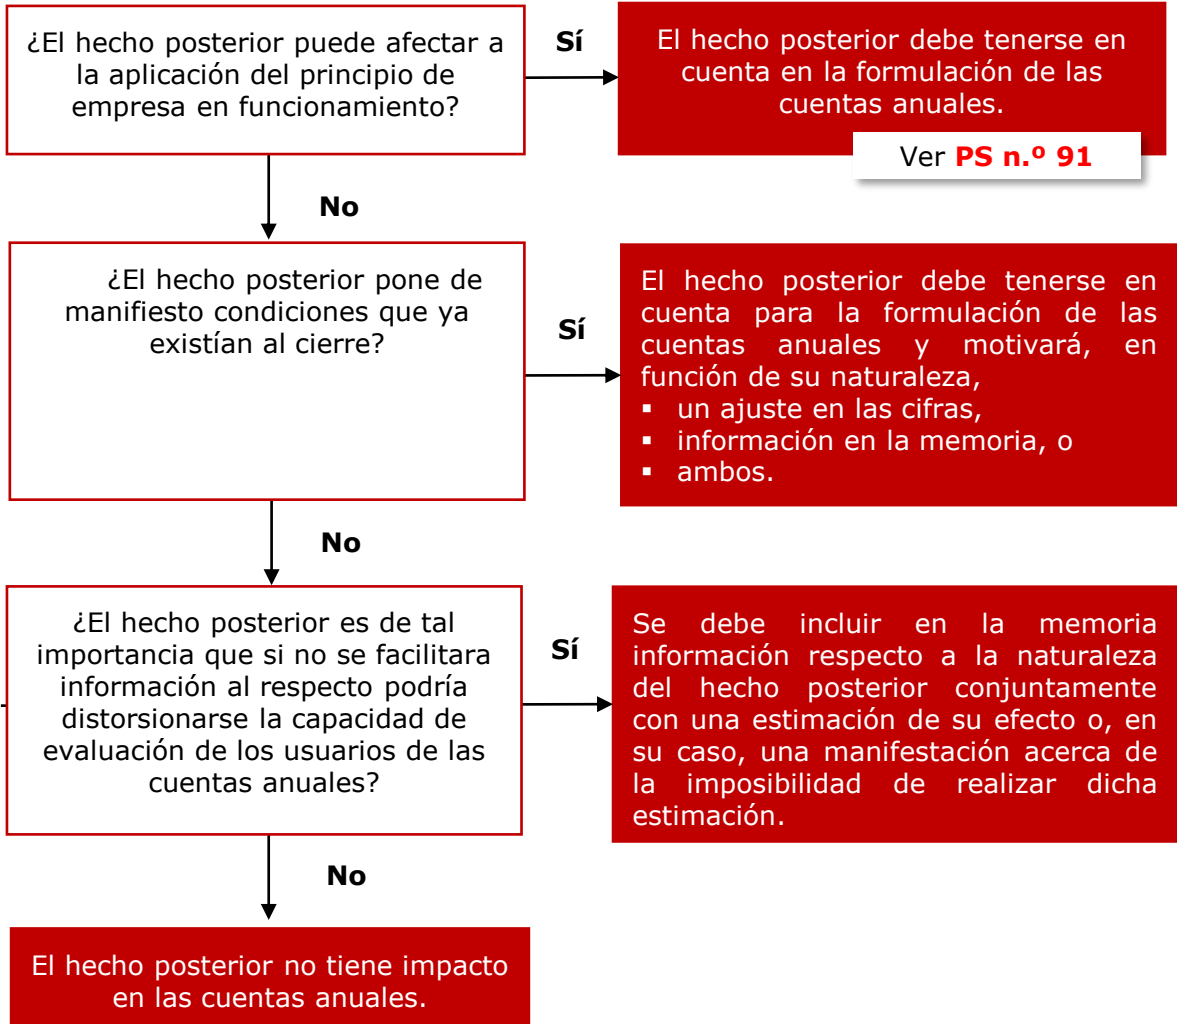 ¿El hecho posterior puede afectar a
la aplicación del principio de
empresa en funcionamiento?
Sí
El hecho posterior debe tenerse en
cuenta en la formulación de las
cuentas anuales.
Ver PS n.º 91
No
¿El hecho posterior pone de
manifiesto condiciones que ya
existían al cierre?
Sí
El hecho posterior debe tenerse en
cuenta para la formulación de las
cuentas anuales y motivará, en
función de su naturaleza,
▪ un ajuste en las cifras,
▪ información en la memoria, o
▪ ambos.
No
¿El hecho posterior es de tal
importancia que si no se facilitara
información al respecto podría
distorsionarse la capacidad de
evaluación de los usuarios de las
cuentas anuales?
Sí
Se debe incluir en la memoria
información respecto a la naturaleza
del hecho posterior conjuntamente
con una estimación de su efecto o, en
su caso, una manifestación acerca de
la imposibilidad de realizar dicha
estimación.
No
El hecho posterior no tiene impacto
en las cuentas anuales.